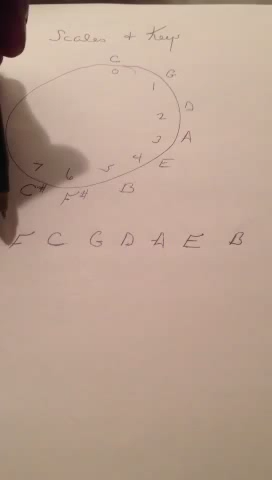 Scales + Key
C
0 G
1
2 D
3 A
4 E
5 B
6 F#
7 C#
F C G D A E B